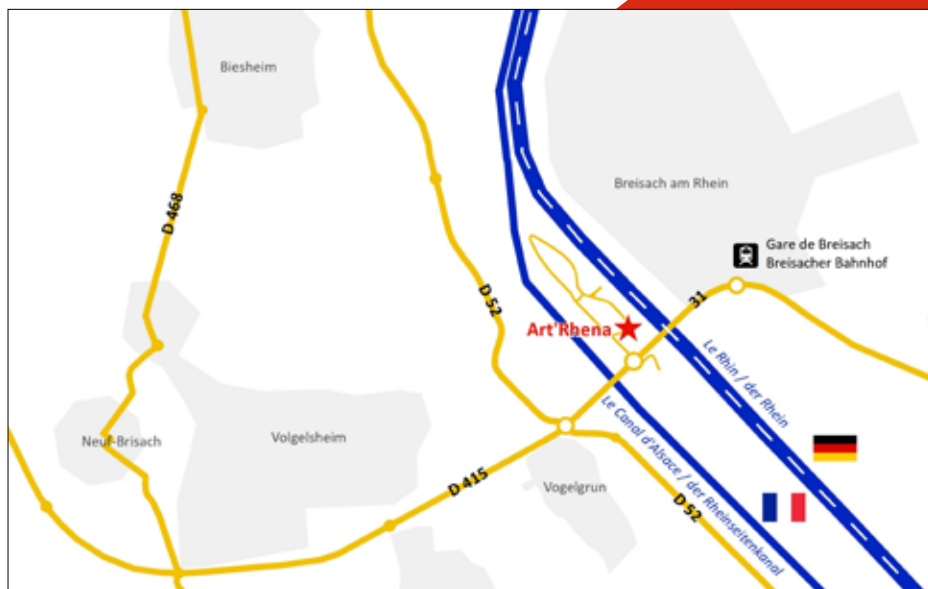 Biesheim
D 468
Breisach am Rhein
Gare de Breisach
Breisacher Bahnhof
D 52
31
Art'Rhena
Le Rhin / der Rhein
Le Canal d'Alsace / der Rheinseitenkanal
Neuf-Brisach
Volgelsheim
D 415
Vogelgrun
D 52